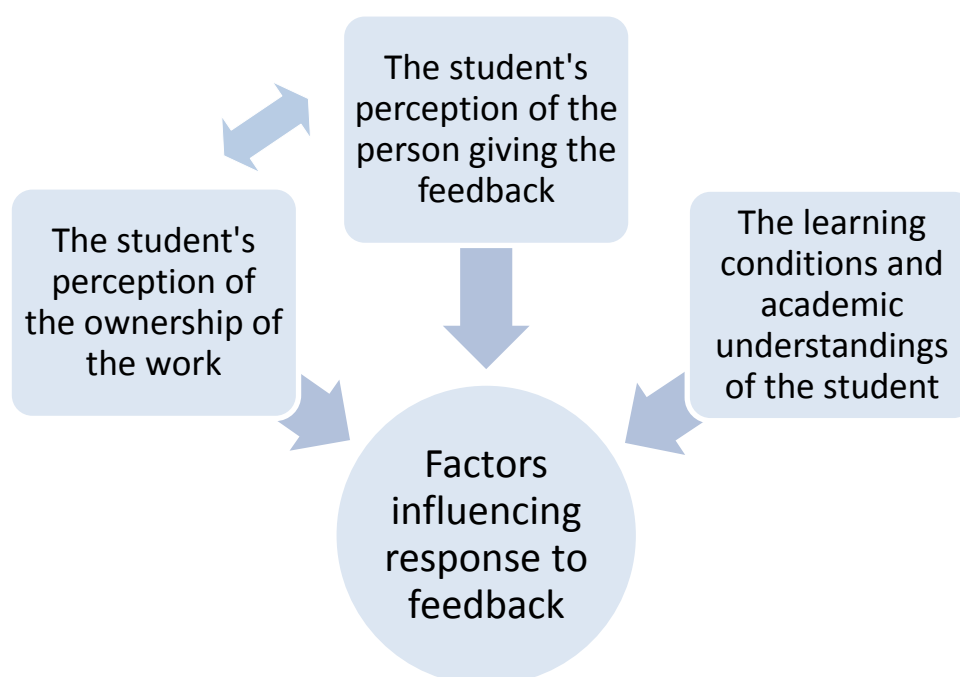 The student's
perception of the
person giving the
feedback
The student's
perception of
the ownership of
the work
The learning
conditions and
academic
understandings
of the student
Factors
influencing
response to
feedback